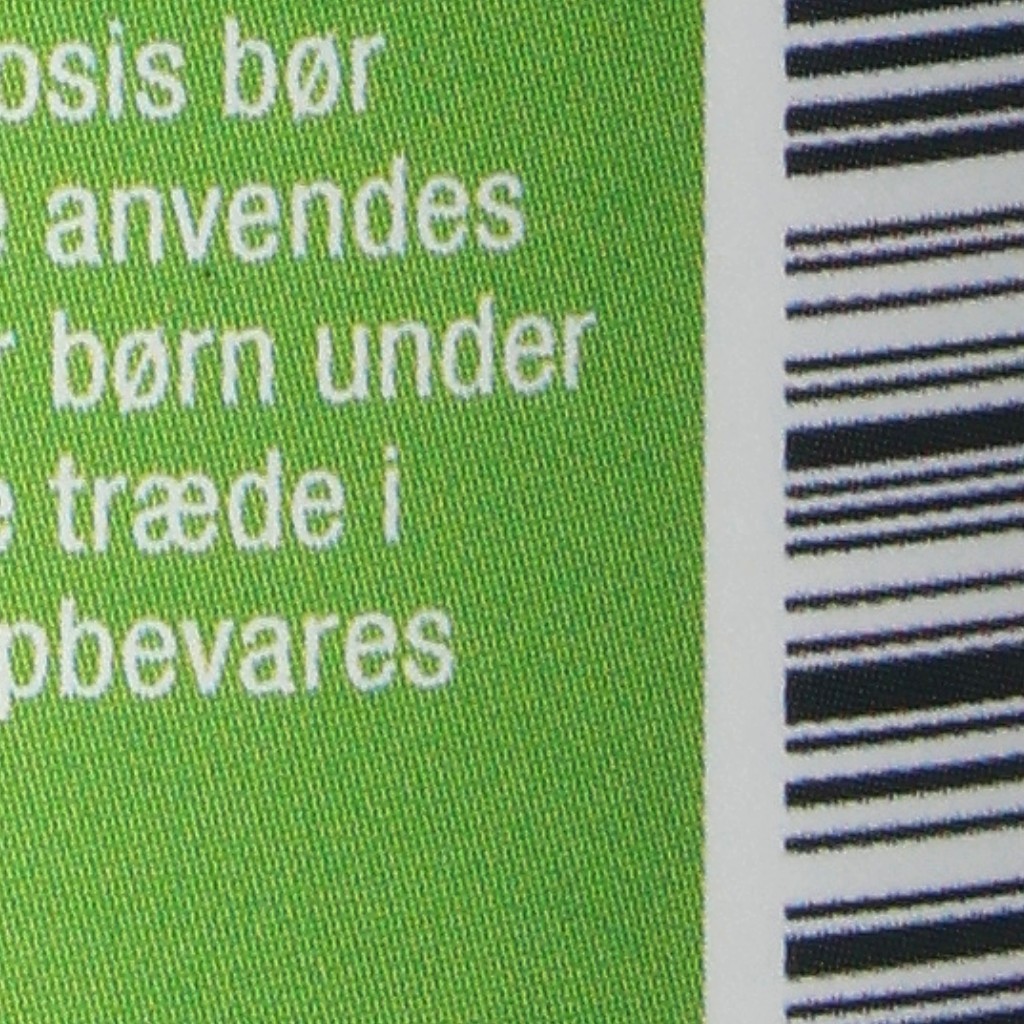 osis bør
e anvendes
r børn under
e træde i
pbevares